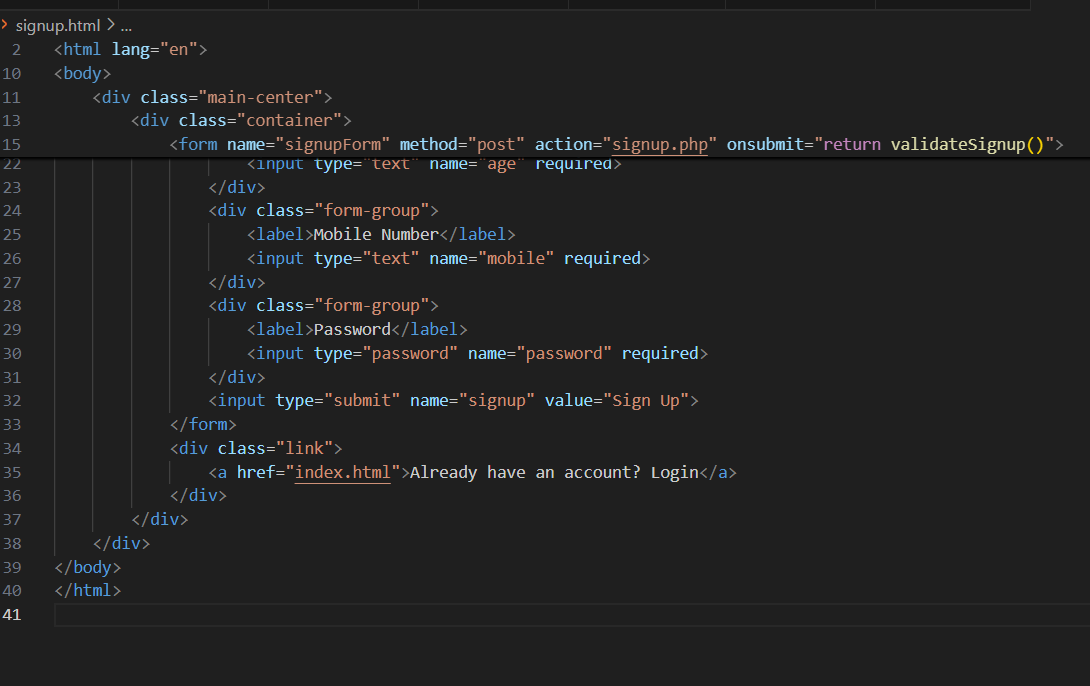 signup.html > ...
2 <html lang="en">
10 <body>
11 <div class="main-center">
13 <div class="container">
15 <form name="signupForm" method="post" action="signup.php" onsubmit="return validateSignup()">
22 <input type="text" name="age" required>
23 </div>
24 <div class="form-group">
25 <label>Mobile Number</label>
26 <input type="text" name="mobile" required>
27 </div>
28 <div class="form-group">
29 <label>Password</label>
30 <input type="password" name="password" required>
31 </div>
32 <input type="submit" name="signup" value="Sign Up">
33 </form>
34 <div class="link">
35 <a href="index.html">Already have an account? Login</a>
36 </div>
37 </div>
38 </div>
39 </body>
40 </html>
41